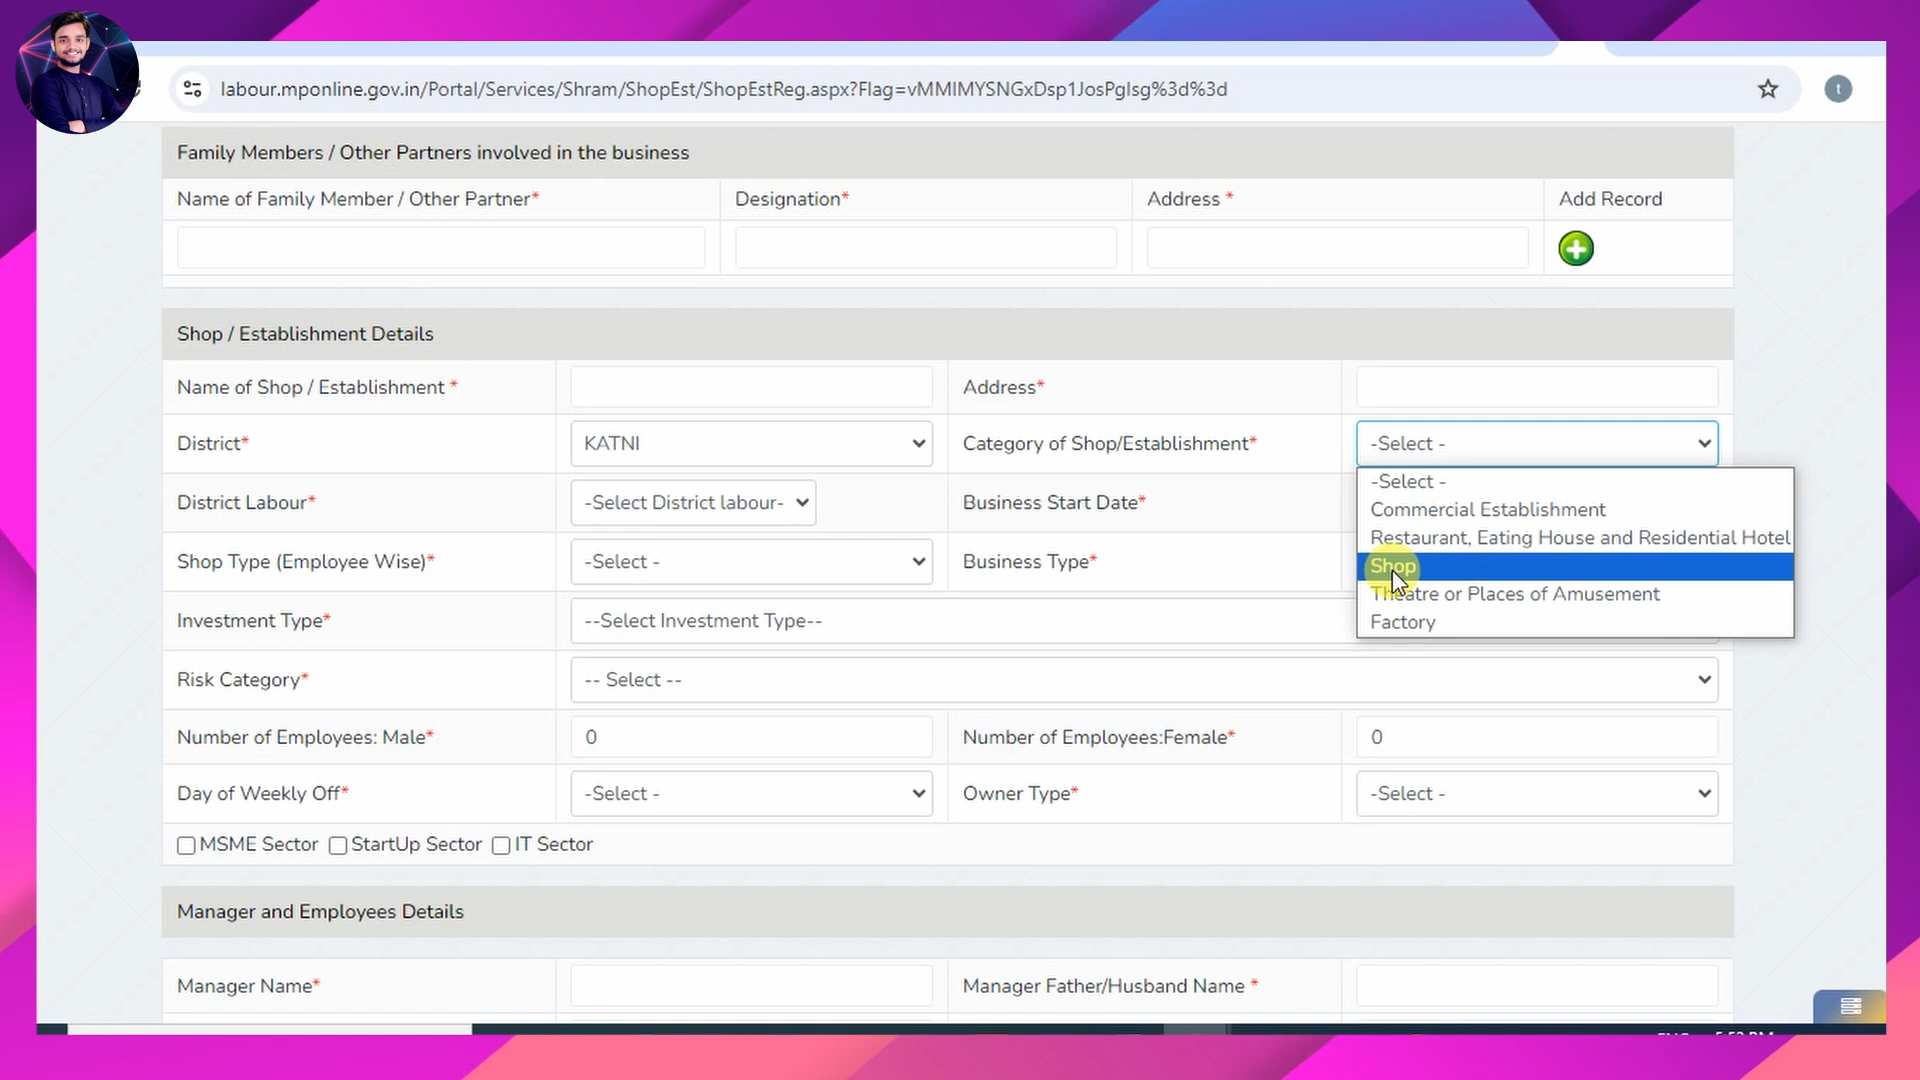 labour.mponline.gov.in/Portal/Services/Shram/ShopEst/ShopEstReg.aspx?Flag=vMMIMYSNGxDsp1JosPgIsg%3d%3d
t
Family Members / Other Partners involved in the business
Name of Family Member / Other Partner* Designation* Address * Add Record
Shop / Establishment Details
Name of Shop / Establishment * Address*
District* KATNI Category of Shop/Establishment* -Select -
-Select -
District Labour* -Select District labour- Business Start Date* Commercial Establishment
Restaurant, Eating House and Residential Hotel
Shop Type (Employee Wise)* -Select - Business Type* Shop
Theatre or Places of Amusement
Investment Type* --Select Investment Type-- Factory
Risk Category* -- Select --
Number of Employees: Male* 0 Number of Employees:Female* 0
Day of Weekly Off* -Select - Owner Type* -Select -
MSME Sector StartUp Sector IT Sector
Manager and Employees Details
Manager Name* Manager Father/Husband Name *